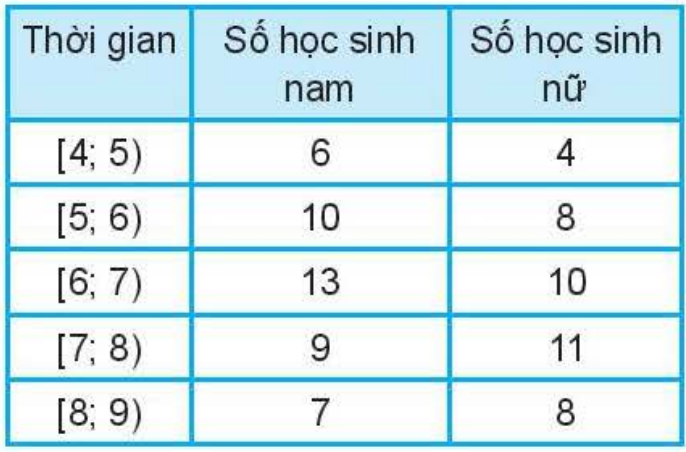 Thời gian Số học sinh nam Số học sinh nữ
[4; 5) 6 4
[5; 6) 10 8
[6; 7) 13 10
[7; 8) 9 11
[8; 9) 7 8